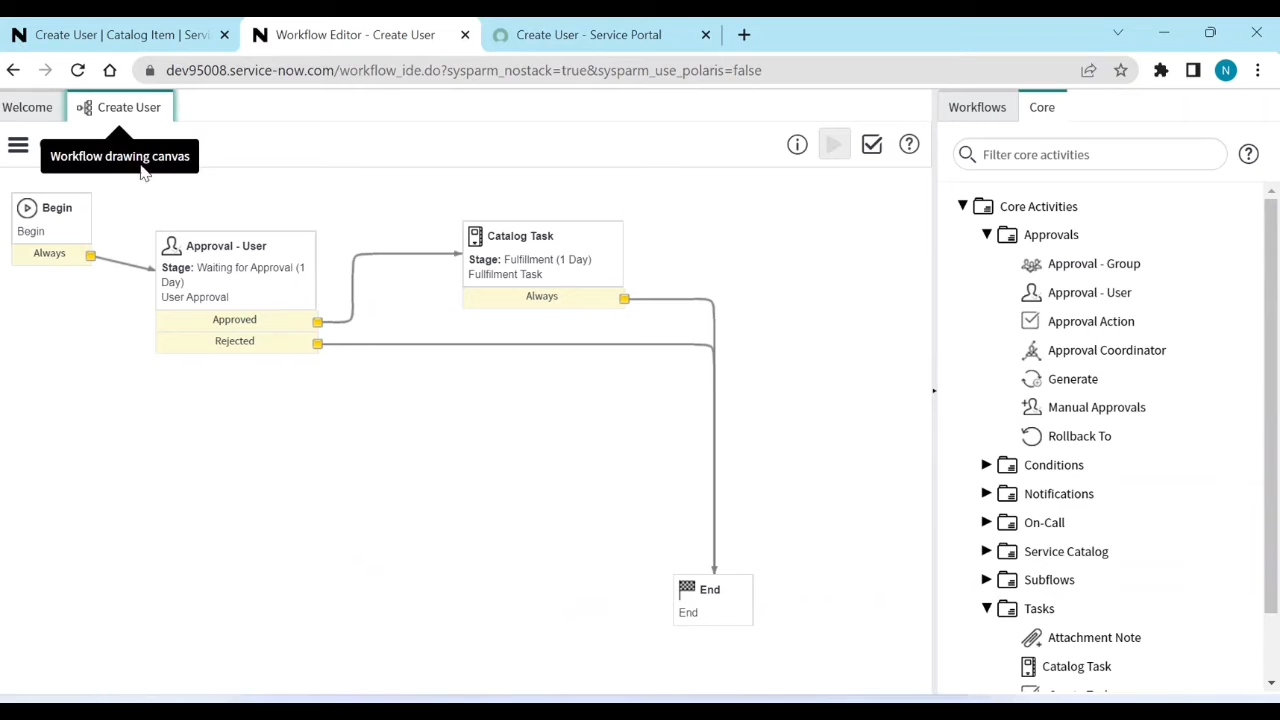 Create User | Catalog Item | Servi
Workflow Editor - Create User
Create User - Service Portal
dev95008.service-now.com/workflow_ide.do?sysparm_nostack=true&sysparm_use_polaris=false
N
Welcome
Create User
Workflows
Core
Workflow drawing canvas
Filter core activities
Begin
Begin
Always
Approval - User
Stage: Waiting for Approval (1
Day)
User Approval
Approved
Rejected
Catalog Task
Stage: Fulfillment (1 Day)
Fullfilment Task
Always
End
End
Core Activities
Approvals
Approval - Group
Approval - User
Approval Action
Approval Coordinator
Generate
Manual Approvals
Rollback To
Conditions
Notifications
On-Call
Service Catalog
Subflows
Tasks
Attachment Note
Catalog Task